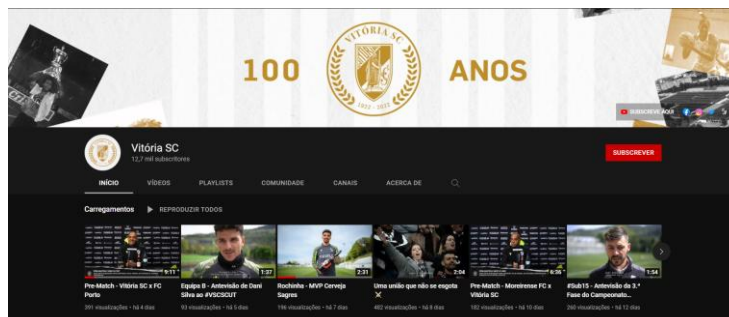 100
VITÓRIA SC
1922 - 2022
ANOS
SUBSCREVE AQUI
Vitória SC
12,7 mil subscritores
SUBSCREVER
INÍCIO VÍDEOS PLAYLISTS COMUNIDADE CANAIS ACERCA DE
Carregamentos REPRODUZIR TODOS
9:11 1:37 2:31 2:04 6:36 1:54
Pre-Match - Vitória SC x FC Porto
391 visualizações • há 4 dias
Equipa B - Antevisão de Dani Silva ao #VSCSCUT
93 visualizações • há 5 dias
Rochinha - MVP Cerveja Sagres
196 visualizações • há 7 dias
Uma união que não se esgota
482 visualizações • há 8 dias
Pre-Match - Moreirense FC x Vitória SC
182 visualizações • há 10 dias
#Sub15 - Antevisão da 3.ª Fase do Campeonato...
260 visualizações • há 12 dias